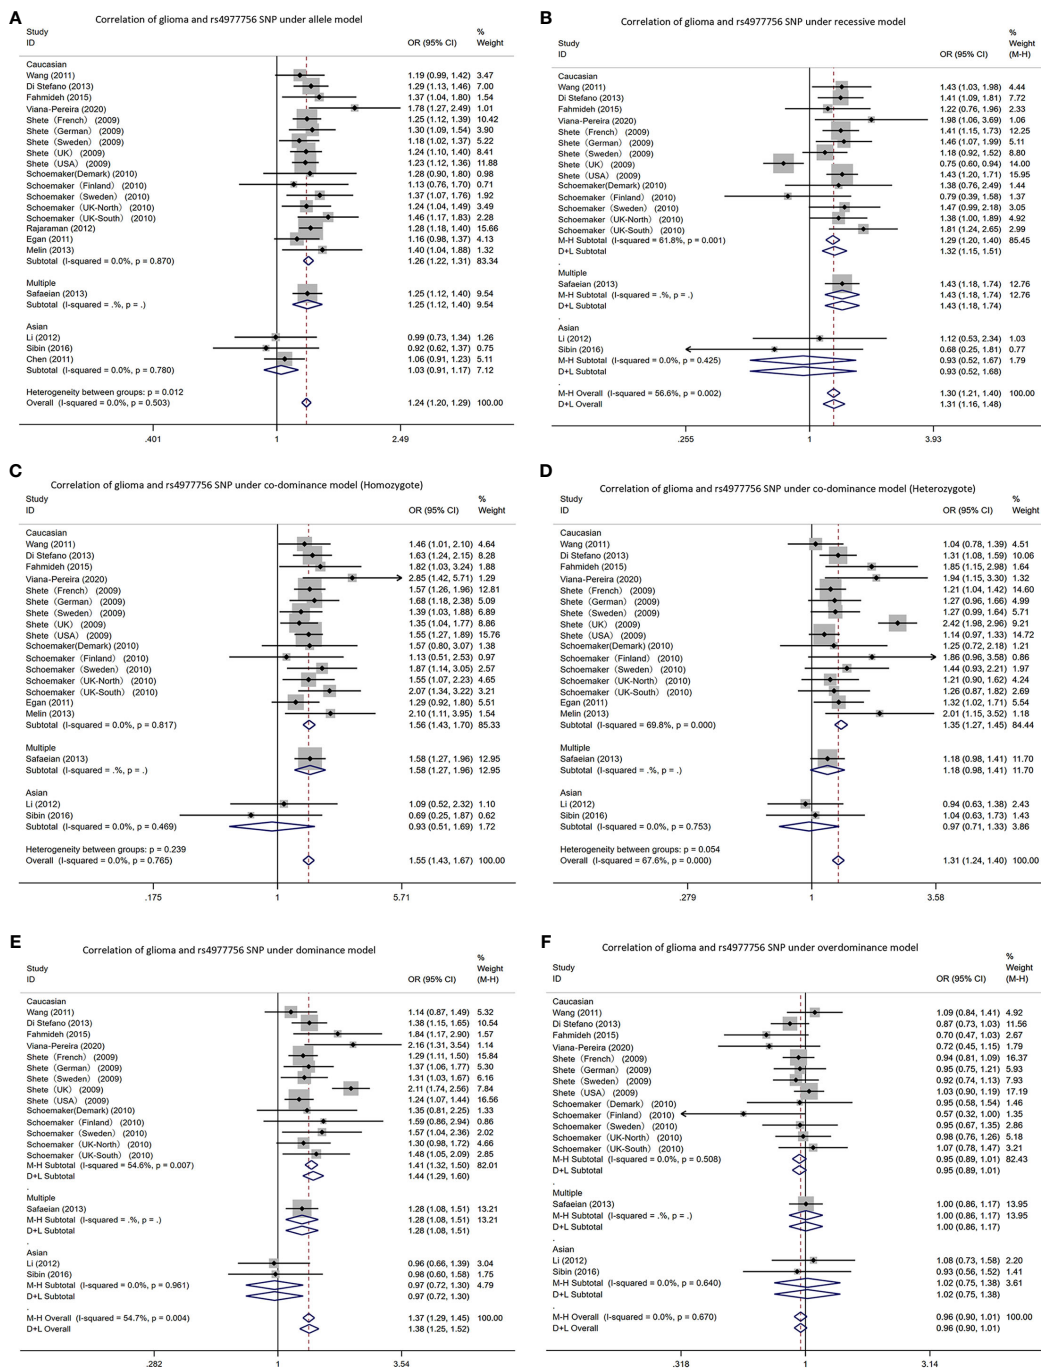 A
Correlation of glioma and rs4977756 SNP under allele model
Study %
ID OR (95% CI) Weight
Caucasian
Wang (2011) 1.19 (0.99, 1.42) 3.47
Di Stefano (2013) 1.29 (1.13, 1.46) 7.00
Fahmideh (2015) 1.37 (1.04, 1.80) 1.54
Viana-Pereira (2020) 1.78 (1.27, 2.49) 1.01
Shete (French) (2009) 1.25 (1.12, 1.39) 10.42
Shete (German) (2009) 1.30 (1.09, 1.54) 3.90
Shete (Sweden) (2009) 1.18 (1.02, 1.37) 5.22
Shete (UK) (2009) 1.24 (1.10, 1.40) 8.41
Shete (USA) (2009) 1.23 (1.12, 1.36) 11.88
Schoemaker(Demark) (2010) 1.28 (0.90, 1.80) 0.98
Schoemaker (Finland) (2010) 1.13 (0.76, 1.70) 0.71
Schoemaker (Sweden) (2010) 1.37 (1.07, 1.76) 1.92
Schoemaker (UK-North) (2010) 1.24 (1.04, 1.49) 3.49
Schoemaker (UK-South) (2010) 1.46 (1.17, 1.83) 2.28
Rajaraman (2012) 1.28 (1.18, 1.40) 15.66
Egan (2011) 1.16 (0.98, 1.37) 4.13
Melin (2013) 1.40 (1.04, 1.88) 1.32
Subtotal (I-squared = 0.0%, p = 0.870) 1.26 (1.22, 1.31) 83.34
.
Multiple
Safaeian (2013) 1.25 (1.12, 1.40) 9.54
Subtotal (I-squared = .%, p = .) 1.25 (1.12, 1.40) 9.54
.
Asian
Li (2012) 0.99 (0.73, 1.34) 1.26
Sibin (2016) 0.92 (0.62, 1.37) 0.75
Chen (2011) 1.06 (0.91, 1.23) 5.11
Subtotal (I-squared = 0.0%, p = 0.780) 1.03 (0.91, 1.17) 7.12
.
Heterogeneity between groups: p = 0.012
Overall (I-squared = 0.0%, p = 0.503) 1.24 (1.20, 1.29) 100.00
.401 1 2.49
B
Correlation of glioma and rs4977756 SNP under recessive model
%
Study Weight
ID OR (95% CI) (M-H)
Caucasian
Wang (2011) 1.43 (1.03, 1.98) 4.44
Di Stefano (2013) 1.41 (1.09, 1.81) 7.72
Fahmideh (2015) 1.22 (0.76, 1.96) 2.33
Viana-Pereira (2020) 1.98 (1.06, 3.69) 1.06
Shete (French) (2009) 1.41 (1.15, 1.73) 12.25
Shete (German) (2009) 1.46 (1.07, 1.99) 5.11
Shete (Sweden) (2009) 1.18 (0.92, 1.52) 8.80
Shete (UK) (2009) 0.75 (0.60, 0.94) 14.00
Shete (USA) (2009) 1.43 (1.20, 1.71) 15.95
Schoemaker(Demark) (2010) 1.38 (0.76, 2.49) 1.44
Schoemaker (Finland) (2010) 0.79 (0.39, 1.58) 1.37
Schoemaker (Sweden) (2010) 1.47 (0.99, 2.18) 3.05
Schoemaker (UK-North) (2010) 1.38 (1.00, 1.89) 4.92
Schoemaker (UK-South) (2010) 1.81 (1.24, 2.65) 2.99
M-H Subtotal (I-squared = 61.8%, p = 0.001) 1.29 (1.20, 1.40) 85.45
D+L Subtotal 1.32 (1.15, 1.51)
.
Multiple
Safaeian (2013) 1.43 (1.18, 1.74) 12.76
M-H Subtotal (I-squared = .%, p = .) 1.43 (1.18, 1.74) 12.76
D+L Subtotal 1.43 (1.18, 1.74)
.
Asian
Li (2012) 1.12 (0.53, 2.34) 1.03
Sibin (2016) 0.68 (0.25, 1.81) 0.77
M-H Subtotal (I-squared = 0.0%, p = 0.425) 0.93 (0.52, 1.67) 1.79
D+L Subtotal 0.93 (0.52, 1.68)
.
M-H Overall (I-squared = 56.6%, p = 0.002) 1.30 (1.21, 1.40) 100.00
D+L Overall 1.31 (1.16, 1.48)
.255 1 3.93
C
Correlation of glioma and rs4977756 SNP under co-dominance model (Homozygote)
Study %
ID OR (95% CI) Weight
Caucasian
Wang (2011) 1.46 (1.01, 2.10) 4.64
Di Stefano (2013) 1.63 (1.24, 2.15) 8.28
Fahmideh (2015) 1.82 (1.03, 3.24) 1.88
Viana-Pereira (2020) 2.85 (1.42, 5.71) 1.29
Shete (French) (2009) 1.57 (1.26, 1.96) 12.81
Shete (German) (2009) 1.68 (1.18, 2.38) 5.09
Shete (Sweden) (2009) 1.39 (1.03, 1.88) 6.89
Shete (UK) (2009) 1.35 (1.04, 1.77) 8.86
Shete (USA) (2009) 1.55 (1.27, 1.89) 15.76
Schoemaker(Demark) (2010) 1.57 (0.80, 3.07) 1.38
Schoemaker (Finland) (2010) 1.13 (0.51, 2.53) 0.97
Schoemaker (Sweden) (2010) 1.87 (1.14, 3.05) 2.57
Schoemaker (UK-North) (2010) 1.55 (1.07, 2.23) 4.65
Schoemaker (UK-South) (2010) 2.07 (1.34, 3.22) 3.21
Egan (2011) 1.29 (0.92, 1.80) 5.51
Melin (2013) 2.10 (1.11, 3.95) 1.54
Subtotal (I-squared = 0.0%, p = 0.817) 1.56 (1.43, 1.70) 85.33
.
Multiple
Safaeian (2013) 1.58 (1.27, 1.96) 12.95
Subtotal (I-squared = .%, p = .) 1.58 (1.27, 1.96) 12.95
.
Asian
Li (2012) 1.09 (0.52, 2.32) 1.10
Sibin (2016) 0.69 (0.25, 1.87) 0.62
Subtotal (I-squared = 0.0%, p = 0.469) 0.93 (0.51, 1.69) 1.72
.
Heterogeneity between groups: p = 0.239
Overall (I-squared = 0.0%, p = 0.765) 1.55 (1.43, 1.67) 100.00
.175 1 5.71
D
Correlation of glioma and rs4977756 SNP under co-dominance model (Heterozygote)
Study %
ID OR (95% CI) Weight
Caucasian
Wang (2011) 1.04 (0.78, 1.39) 4.51
Di Stefano (2013) 1.31 (1.08, 1.59) 10.06
Fahmideh (2015) 1.85 (1.15, 2.98) 1.64
Viana-Pereira (2020) 1.94 (1.15, 3.30) 1.32
Shete (French) (2009) 1.21 (1.04, 1.42) 14.60
Shete (German) (2009) 1.27 (0.96, 1.66) 4.99
Shete (Sweden) (2009) 1.27 (0.99, 1.64) 5.71
Shete (UK) (2009) 2.42 (1.98, 2.96) 9.21
Shete (USA) (2009) 1.14 (0.97, 1.33) 14.72
Schoemaker(Demark) (2010) 1.25 (0.72, 2.18) 1.21
Schoemaker (Finland) (2010) 1.86 (0.96, 3.58) 0.86
Schoemaker (Sweden) (2010) 1.44 (0.93, 2.21) 1.97
Schoemaker (UK-North) (2010) 1.21 (0.90, 1.62) 4.24
Schoemaker (UK-South) (2010) 1.26 (0.87, 1.82) 2.69
Egan (2011) 1.32 (1.02, 1.71) 5.54
Melin (2013) 2.01 (1.15, 3.52) 1.18
Subtotal (I-squared = 69.8%, p = 0.000) 1.35 (1.27, 1.45) 84.44
.
Multiple
Safaeian (2013) 1.18 (0.98, 1.41) 11.70
Subtotal (I-squared = .%, p = .) 1.18 (0.98, 1.41) 11.70
.
Asian
Li (2012) 0.94 (0.63, 1.38) 2.43
Sibin (2016) 1.04 (0.63, 1.73) 1.43
Subtotal (I-squared = 0.0%, p = 0.753) 0.97 (0.71, 1.33) 3.86
.
Heterogeneity between groups: p = 0.054
Overall (I-squared = 67.6%, p = 0.000) 1.31 (1.24, 1.40) 100.00
.279 1 3.58
E
Correlation of glioma and rs4977756 SNP under dominance model
%
Study Weight
ID OR (95% CI) (M-H)
Caucasian
Wang (2011) 1.14 (0.87, 1.49) 5.32
Di Stefano (2013) 1.38 (1.15, 1.65) 10.54
Fahmideh (2015) 1.84 (1.17, 2.90) 1.57
Viana-Pereira (2020) 2.16 (1.31, 3.54) 1.14
Shete (French) (2009) 1.29 (1.11, 1.50) 15.84
Shete (German) (2009) 1.37 (1.06, 1.77) 5.30
Shete (Sweden) (2009) 1.31 (1.03, 1.67) 6.16
Shete (UK) (2009) 2.11 (1.74, 2.56) 7.84
Shete (USA) (2009) 1.24 (1.07, 1.44) 16.56
Schoemaker(Demark) (2010) 1.35 (0.81, 2.25) 1.33
Schoemaker (Finland) (2010) 1.59 (0.86, 2.94) 0.86
Schoemaker (Sweden) (2010) 1.57 (1.04, 2.36) 2.02
Schoemaker (UK-North) (2010) 1.30 (0.98, 1.72) 4.66
Schoemaker (UK-South) (2010) 1.48 (1.05, 2.09) 2.85
M-H Subtotal (I-squared = 54.6%, p = 0.007) 1.41 (1.32, 1.50) 82.01
D+L Subtotal 1.44 (1.29, 1.60)
.
Multiple
Safaeian (2013) 1.28 (1.08, 1.51) 13.21
M-H Subtotal (I-squared = .%, p = .) 1.28 (1.08, 1.51) 13.21
D+L Subtotal 1.28 (1.08, 1.51)
.
Asian
Li (2012) 0.96 (0.66, 1.39) 3.04
Sibin (2016) 0.98 (0.60, 1.58) 1.75
M-H Subtotal (I-squared = 0.0%, p = 0.961) 0.97 (0.72, 1.30) 4.79
D+L Subtotal 0.97 (0.72, 1.30)
.
M-H Overall (I-squared = 54.7%, p = 0.004) 1.37 (1.29, 1.45) 100.00
D+L Overall 1.38 (1.25, 1.52)
.282 1 3.54
F
Correlation of glioma and rs4977756 SNP under overdominance model
%
Study Weight
ID OR (95% CI) (M-H)
Caucasian
Wang (2011) 1.09 (0.84, 1.41) 4.92
Di Stefano (2013) 0.87 (0.73, 1.03) 11.56
Fahmideh (2015) 0.70 (0.47, 1.03) 2.67
Viana-Pereira (2020) 0.72 (0.45, 1.15) 1.79
Shete (French) (2009) 0.94 (0.81, 1.09) 16.37
Shete (German) (2009) 0.95 (0.75, 1.21) 5.93
Shete (Sweden) (2009) 0.92 (0.74, 1.13) 7.93
Shete (USA) (2009) 1.03 (0.90, 1.19) 17.19
Schoemaker (Demark) (2010) 0.95 (0.58, 1.54) 1.46
Schoemaker (Finland) (2010) 0.57 (0.32, 1.00) 1.35
Schoemaker (Sweden) (2010) 0.95 (0.67, 1.35) 2.86
Schoemaker (UK-North) (2010) 0.98 (0.76, 1.26) 5.18
Schoemaker (UK-South) (2010) 1.07 (0.78, 1.47) 3.21
M-H Subtotal (I-squared = 0.0%, p = 0.508) 0.95 (0.89, 1.01) 82.43
D+L Subtotal 0.95 (0.89, 1.01)
.
Multiple
Safaeian (2013) 1.00 (0.86, 1.17) 13.95
M-H Subtotal (I-squared = .%, p = .) 1.00 (0.86, 1.17) 13.95
D+L Subtotal 1.00 (0.86, 1.17)
.
Asian
Li (2012) 1.08 (0.73, 1.58) 2.20
Sibin (2016) 0.93 (0.56, 1.52) 1.41
M-H Subtotal (I-squared = 0.0%, p = 0.640) 1.02 (0.75, 1.38) 3.61
D+L Subtotal 1.02 (0.75, 1.38)
.
M-H Overall (I-squared = 0.0%, p = 0.670) 0.96 (0.90, 1.01) 100.00
D+L Overall 0.96 (0.90, 1.01)
.318 1 3.14